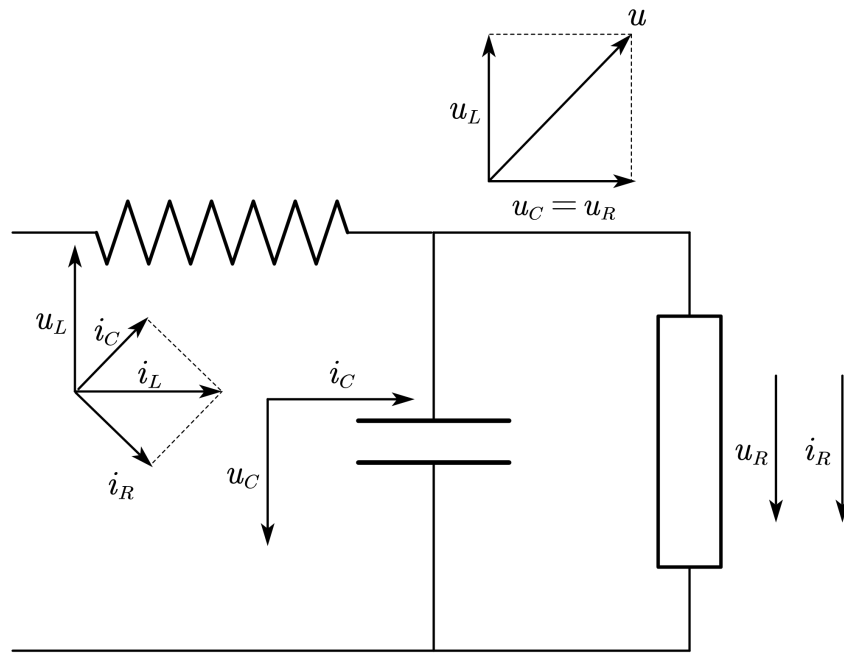 u
u_L
u_C = u_R
u_L
i_C
i_L
i_R
i_C
u_C
u_R
i_R